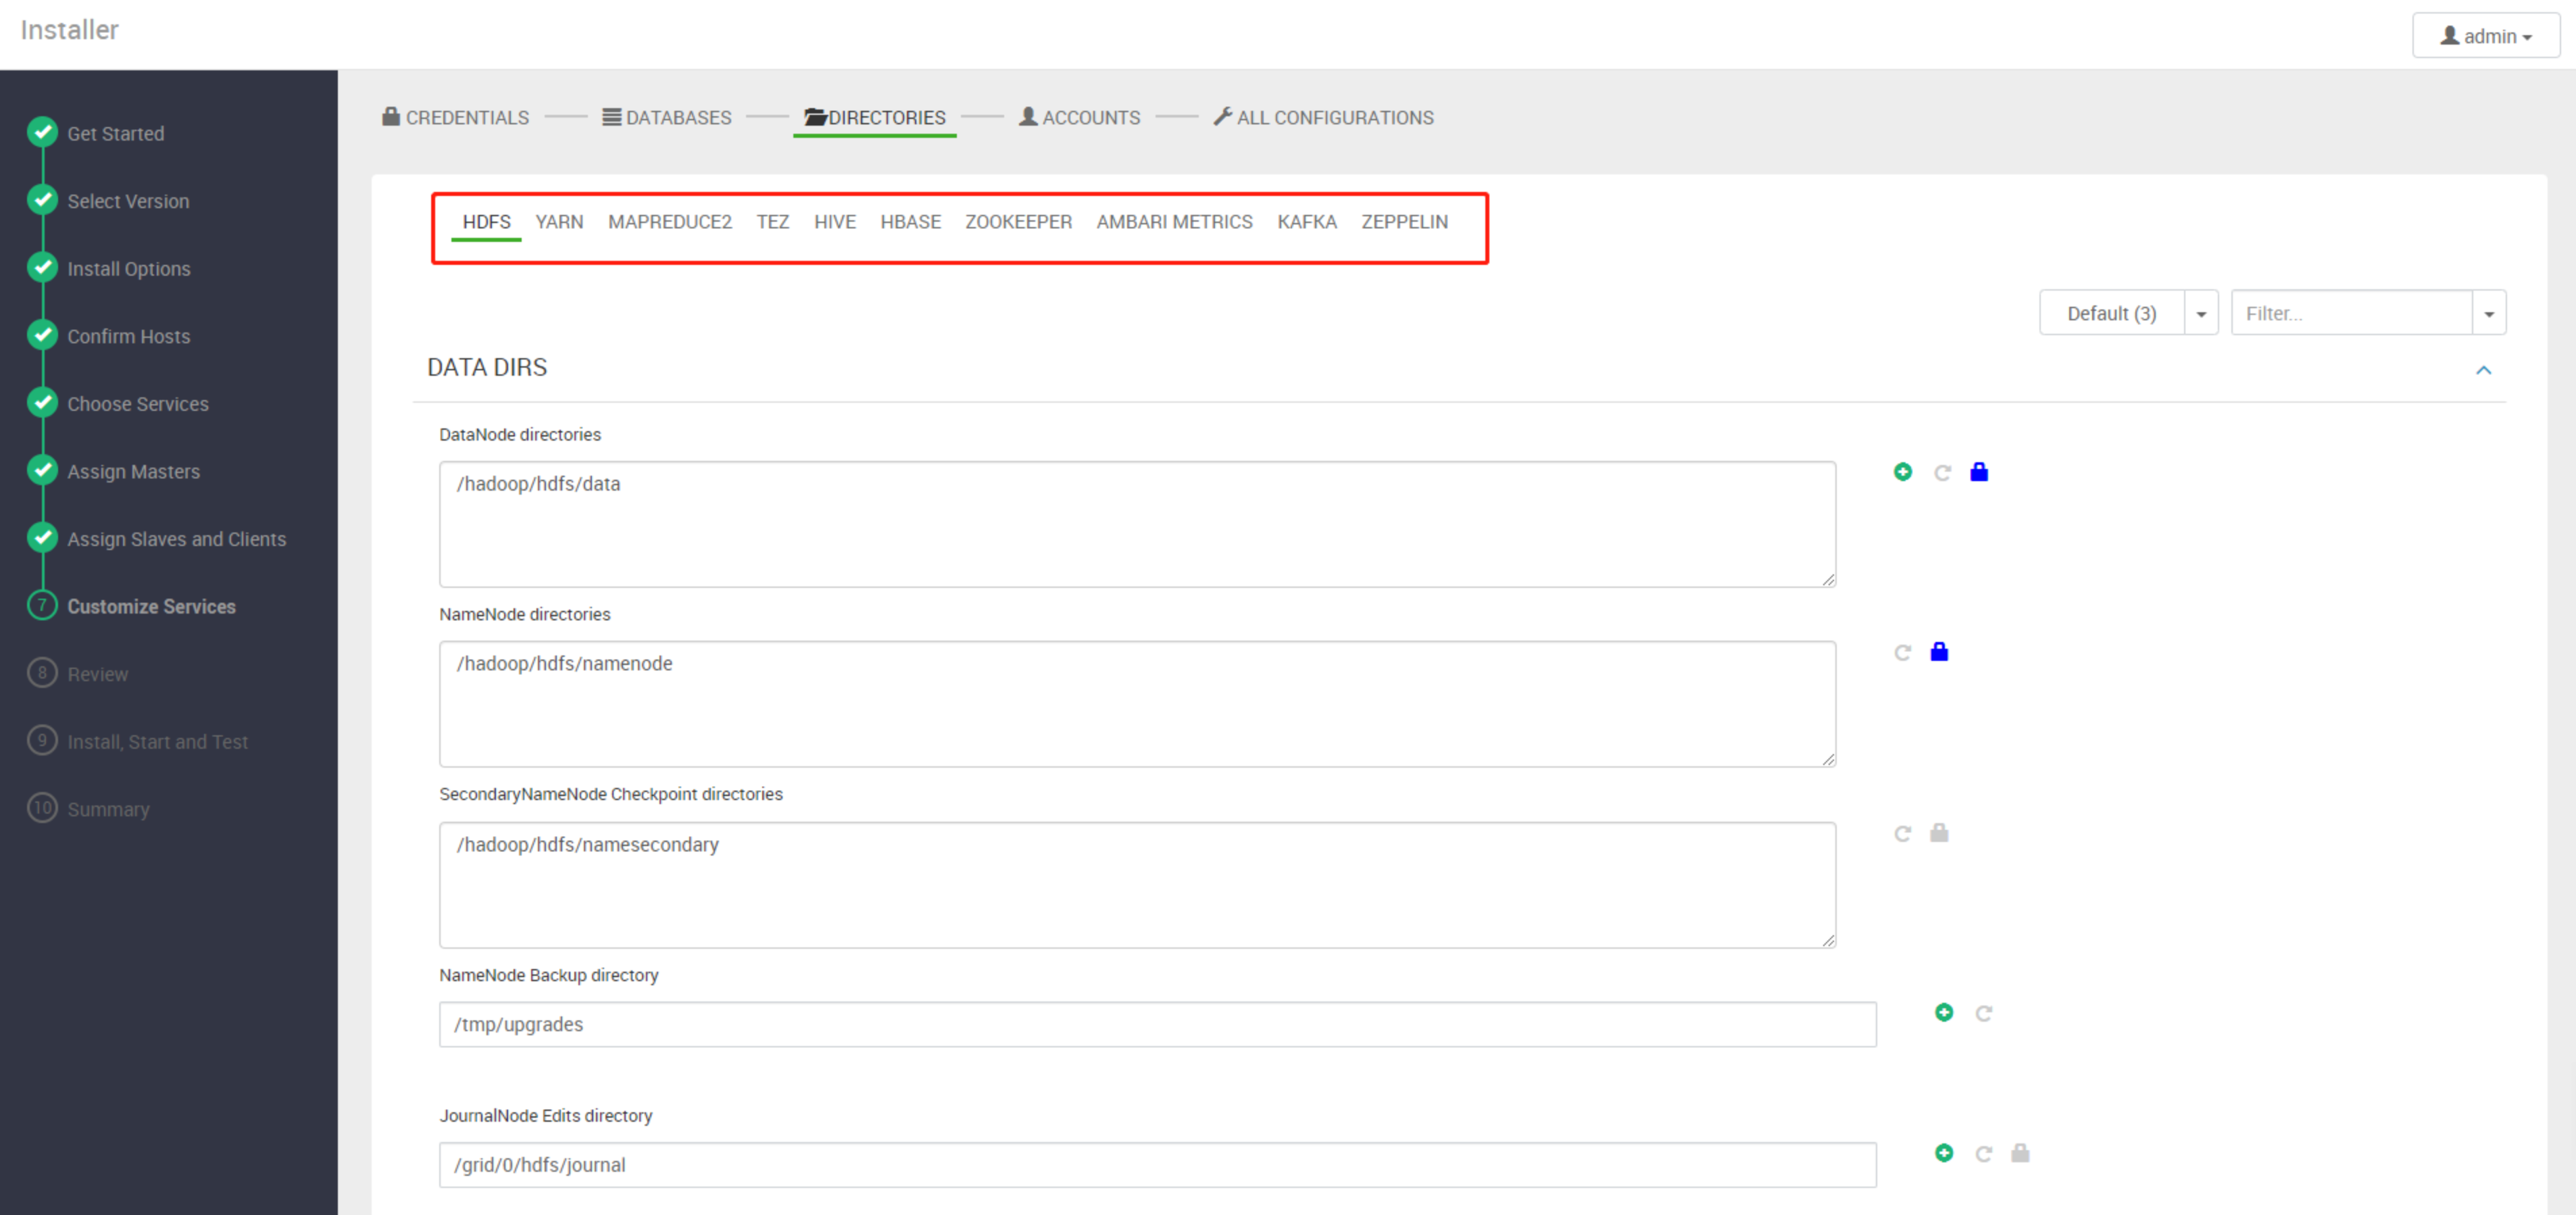 Installer
admin
Get Started
Select Version
Install Options
Confirm Hosts
Choose Services
Assign Masters
Assign Slaves and Clients
7 Customize Services
8 Review
9 Install, Start and Test
10 Summary
CREDENTIALS DATABASES DIRECTORIES ACCOUNTS ALL CONFIGURATIONS
HDFS YARN MAPREDUCE2 TEZ HIVE HBASE ZOOKEEPER AMBARI METRICS KAFKA ZEPPELIN
Default (3) Filter...
DATA DIRS
DataNode directories
/hadoop/hdfs/data
NameNode directories
/hadoop/hdfs/namenode
SecondaryNameNode Checkpoint directories
/hadoop/hdfs/namesecondary
NameNode Backup directory
/tmp/upgrades
JournalNode Edits directory
/grid/0/hdfs/journal